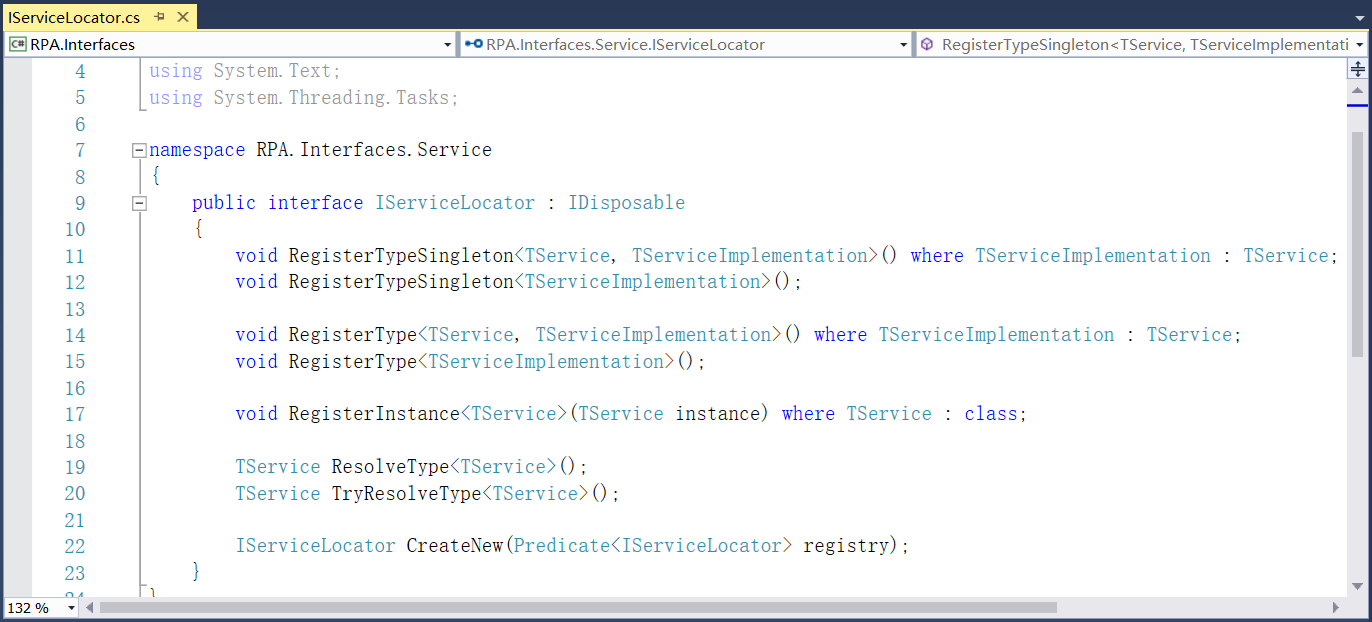 IServiceLocator.cs
RPA.Interfaces
RPA.Interfaces.Service.IServiceLocator
RegisterTypeSingleton<TService, TServiceImplementati
4 using System.Text;
5 using System.Threading.Tasks;
6
7 namespace RPA.Interfaces.Service
8 {
9 public interface IServiceLocator : IDisposable
10 {
11 void RegisterTypeSingleton<TService, TServiceImplementation>() where TServiceImplementation : TService;
12 void RegisterTypeSingleton<TServiceImplementation>();
13
14 void RegisterType<TService, TServiceImplementation>() where TServiceImplementation : TService;
15 void RegisterType<TServiceImplementation>();
16
17 void RegisterInstance<TService>(TService instance) where TService : class;
18
19 TService ResolveType<TService>();
20 TService TryResolveType<TService>();
21
22 IServiceLocator CreateNew(Predicate<IServiceLocator> registry);
23 }
24 }
132 %